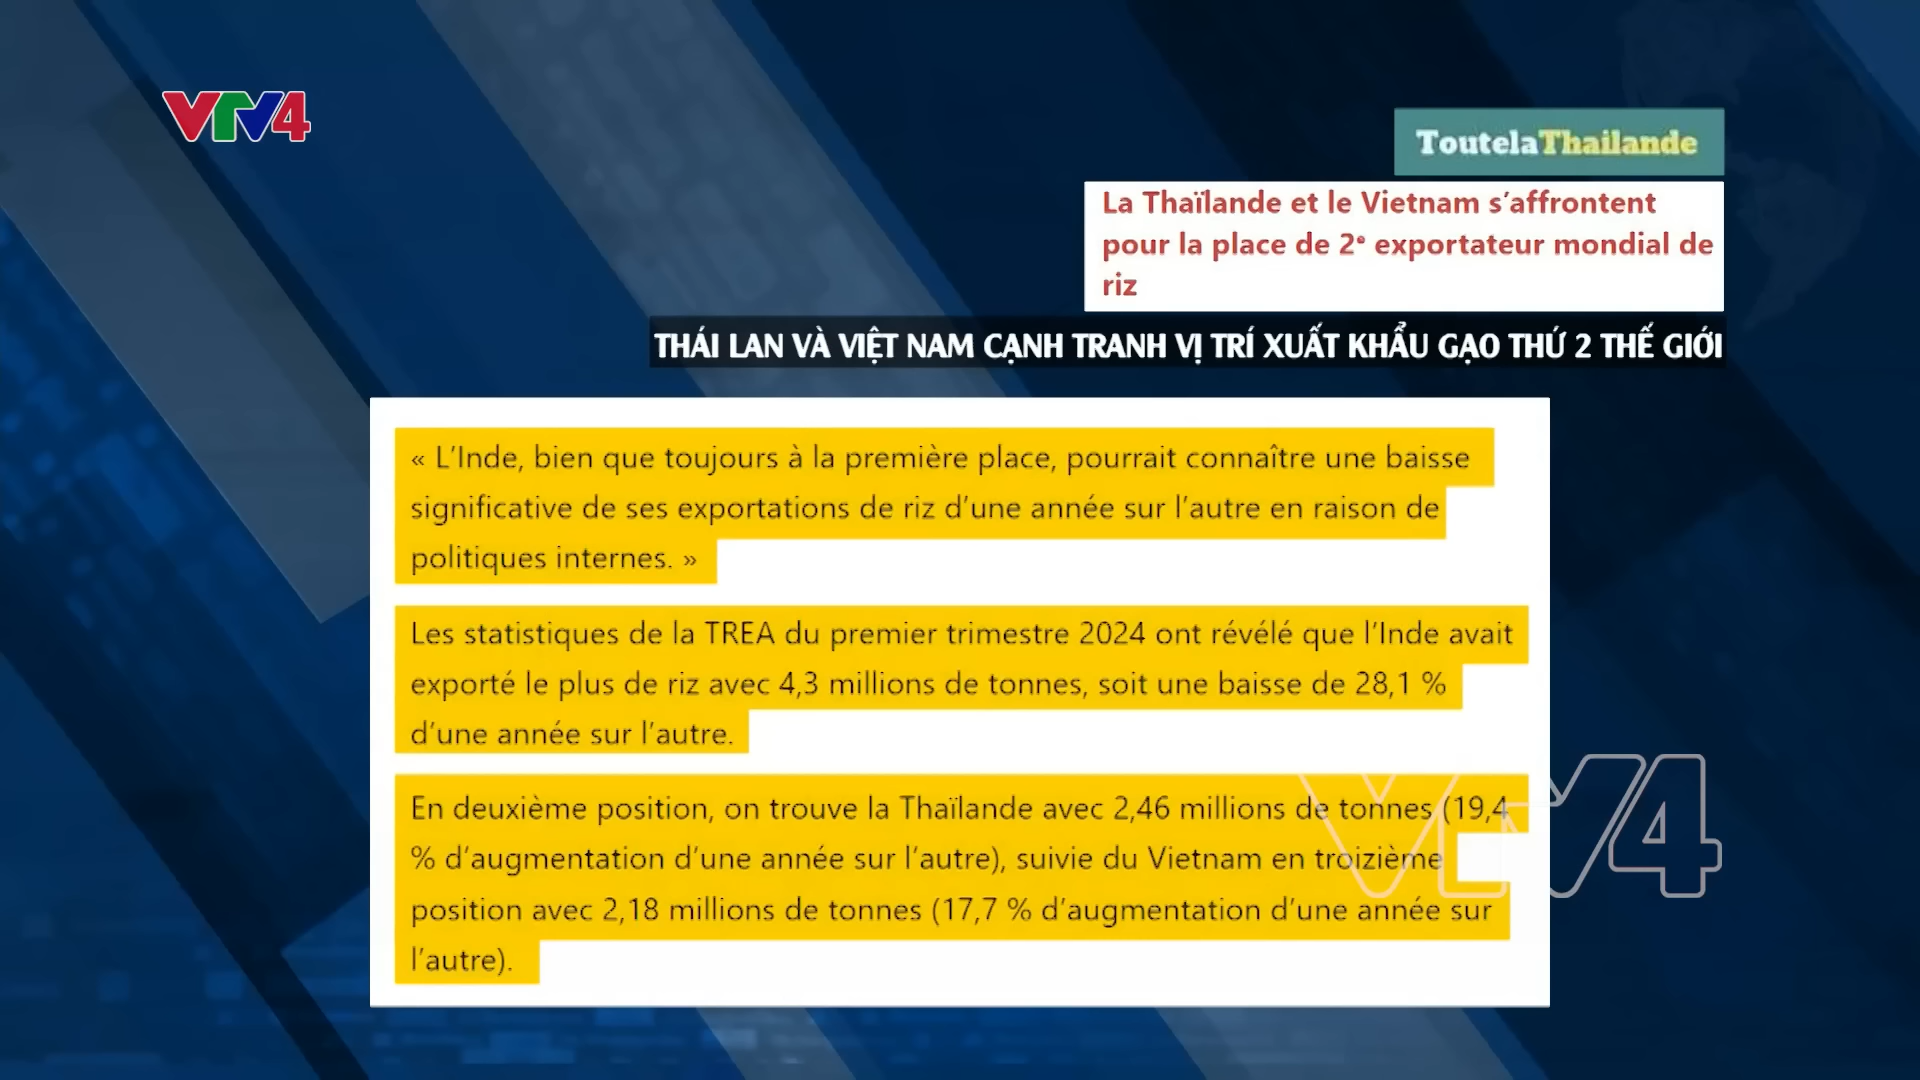 VTV4
ToutelaThailande
La Thaïlande et le Vietnam s’affrontent
pour la place de 2e exportateur mondial de
riz
THÁI LAN VÀ VIỆT NAM CẠNH TRANH VỊ TRÍ XUẤT KHẨU GẠO THỨ 2 THẾ GIỚI
« L’Inde, bien que toujours à la première place, pourrait connaître une baisse
significative de ses exportations de riz d’une année sur l’autre en raison de
politiques internes. »
Les statistiques de la TREA du premier trimestre 2024 ont révélé que l’Inde avait
exporté le plus de riz avec 4,3 millions de tonnes, soit une baisse de 28,1 %
d’une année sur l’autre.
En deuxième position, on trouve la Thaïlande avec 2,46 millions de tonnes (19,4
% d’augmentation d’une année sur l’autre), suivie du Vietnam en troizième
position avec 2,18 millions de tonnes (17,7 % d’augmentation d’une année sur
l’autre).
VTV4